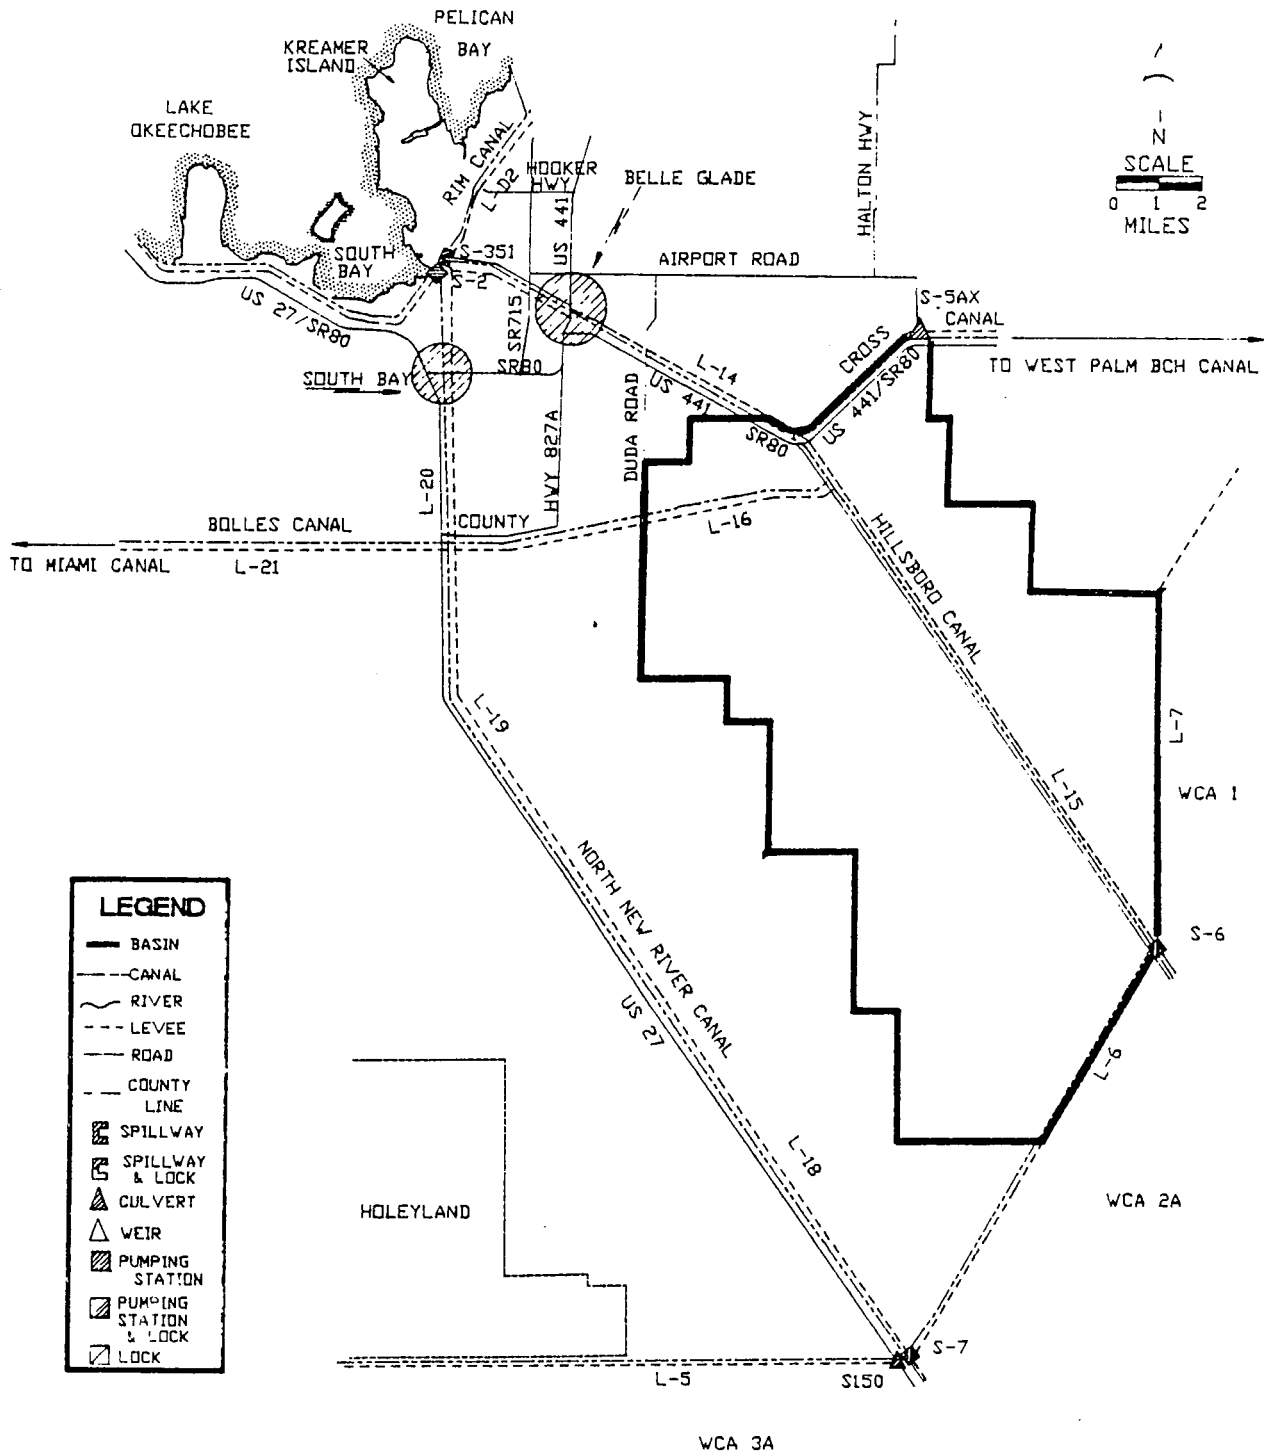 PELICAN
BAY
KREAMER
ISLAND
LAKE
OKEECHOBEE
RIM CANAL
L-D2
HOOKER
HWY
US 441
BELLE GLADE
HALTON HWY
N
SCALE
0 1 2
MILES
SOUTH
BAY
S-351
S-2
AIRPORT ROAD
US 27/SR80
SR715
S-5AX
CANAL
CROSS
TO WEST PALM BCH CANAL
SOUTH BAY
SR80
L-14
US 441
SR80
US 441/SR80
DUDA ROAD
HWY 827A
L-20
BOLLES CANAL
COUNTY
L-16
TO MIAMI CANAL
L-21
HILLSBORO CANAL
L-19
L-7
L-15
WCA 1
NORTH NEW RIVER CANAL
US 27
S-6
L-6
LEGEND
BASIN
CANAL
RIVER
LEVEE
ROAD
COUNTY
LINE
SPILLWAY
SPILLWAY
& LOCK
CULVERT
WEIR
PUMPING
STATION
PUMPING
STATION
& LOCK
LOCK
HOLEYLAND
L-18
WCA 2A
S-7
L-5
S150
WCA 3A